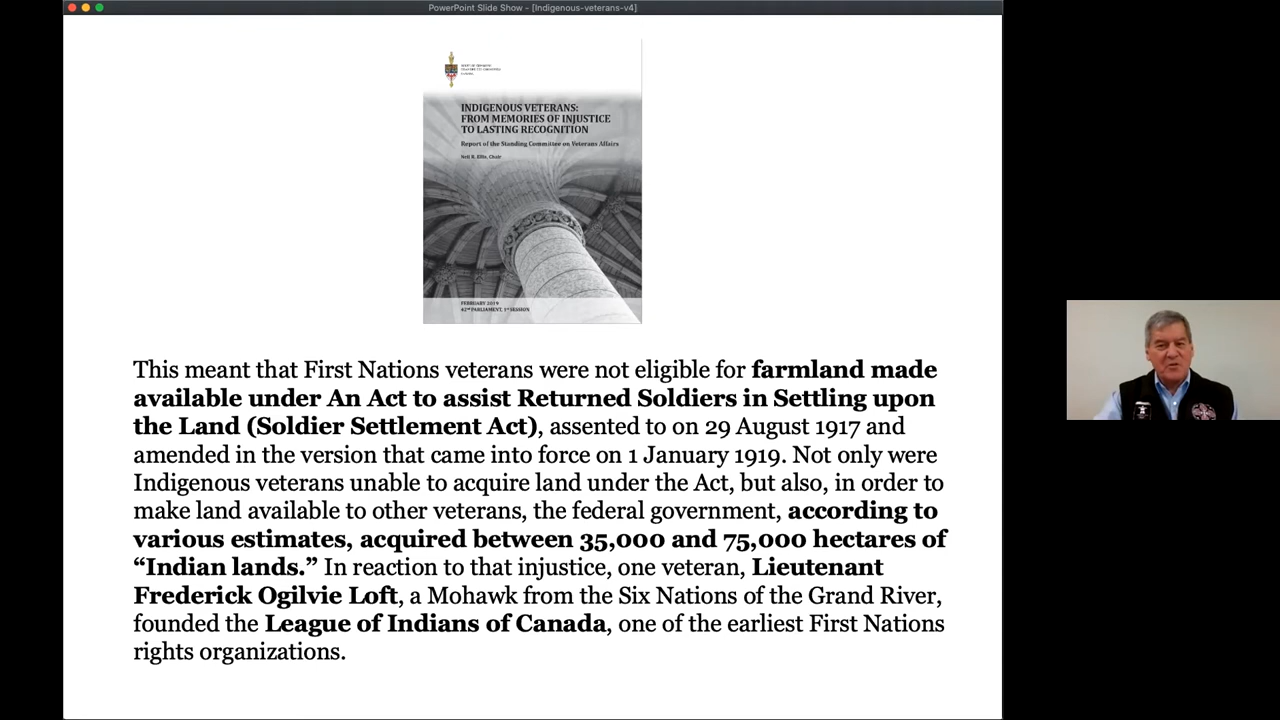 PowerPoint Slide Show - [Indigenous-veterans-v4]
INDIGENOUS VETERANS:
FROM MEMORIES OF INJUSTICE
TO LASTING RECOGNITION
Report of the Standing Committee on Veterans Affairs
Neil R. Ellis, Chair
FEBRUARY 2019
42nd PARLIAMENT, 1st SESSION
This meant that First Nations veterans were not eligible for farmland made
available under An Act to assist Returned Soldiers in Settling upon
the Land (Soldier Settlement Act), assented to on 29 August 1917 and
amended in the version that came into force on 1 January 1919. Not only were
Indigenous veterans unable to acquire land under the Act, but also, in order to
make land available to other veterans, the federal government, according to
various estimates, acquired between 35,000 and 75,000 hectares of
“Indian lands.” In reaction to that injustice, one veteran, Lieutenant
Frederick Ogilvie Loft, a Mohawk from the Six Nations of the Grand River,
founded the League of Indians of Canada, one of the earliest First Nations
rights organizations.